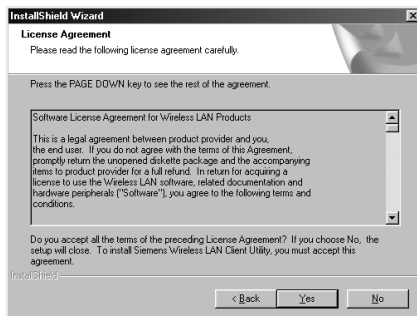 InstallShield Wizard
License Agreement
Please read the following license agreement carefully.
Press the PAGE DOWN key to see the rest of the agreement.
Software License Agreement for Wireless LAN Products
This is a legal agreement between product provider and you,
the end user. If you do not agree with the terms of this Agreement,
promptly return the unopened diskette package and the accompanying
items to product provider for a full refund. In return for acquiring a
license to use the Wireless LAN software, related documentation and
hardware peripherals ("Software"), you agree to the following terms and
conditions.
Do you accept all the terms of the preceding License Agreement? If you choose No, the
setup will close. To install Siemens Wireless LAN Client Utility, you must accept this
agreement.
InstallShield
< Back Yes No